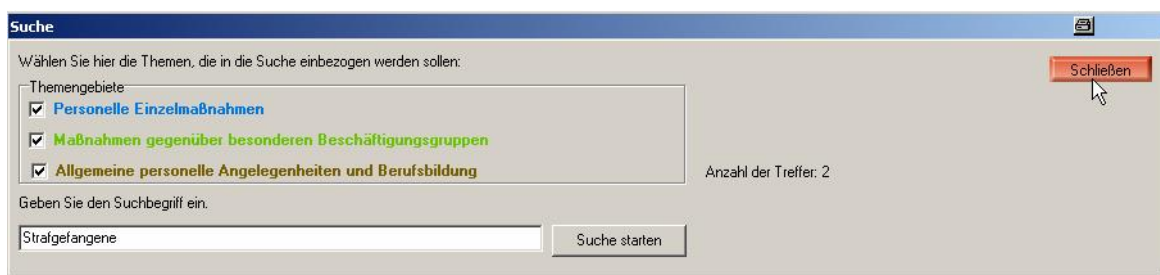 Suche
Wählen Sie hier die Themen, die in die Suche einbezogen werden sollen:
Schließen
Themengebiete
Personelle Einzelmaßnahmen
Maßnahmen gegenüber besonderen Beschäftigungsgruppen
Allgemeine personelle Angelegenheiten und Berufsbildung
Anzahl der Treffer: 2
Geben Sie den Suchbegriff ein.
Strafgefangene
Suche starten